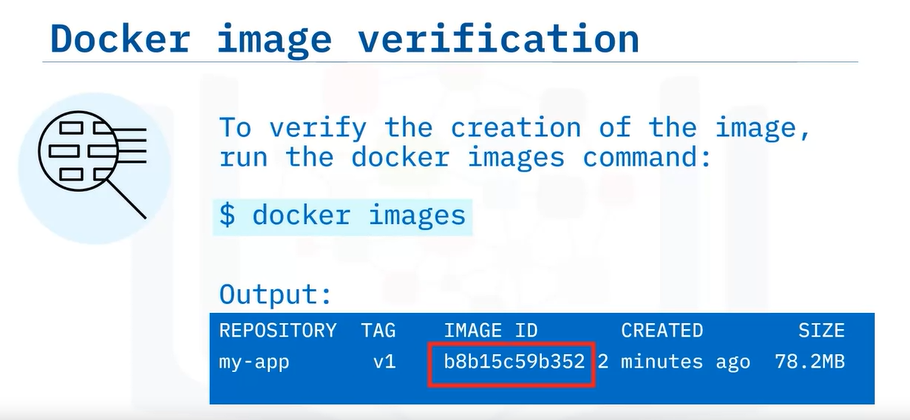 Docker image verification
To verify the creation of the image,
run the docker images command:
$ docker images
Output:
REPOSITORY TAG IMAGE ID CREATED SIZE
my-app v1 b8b15c59b352 2 minutes ago 78.2MB